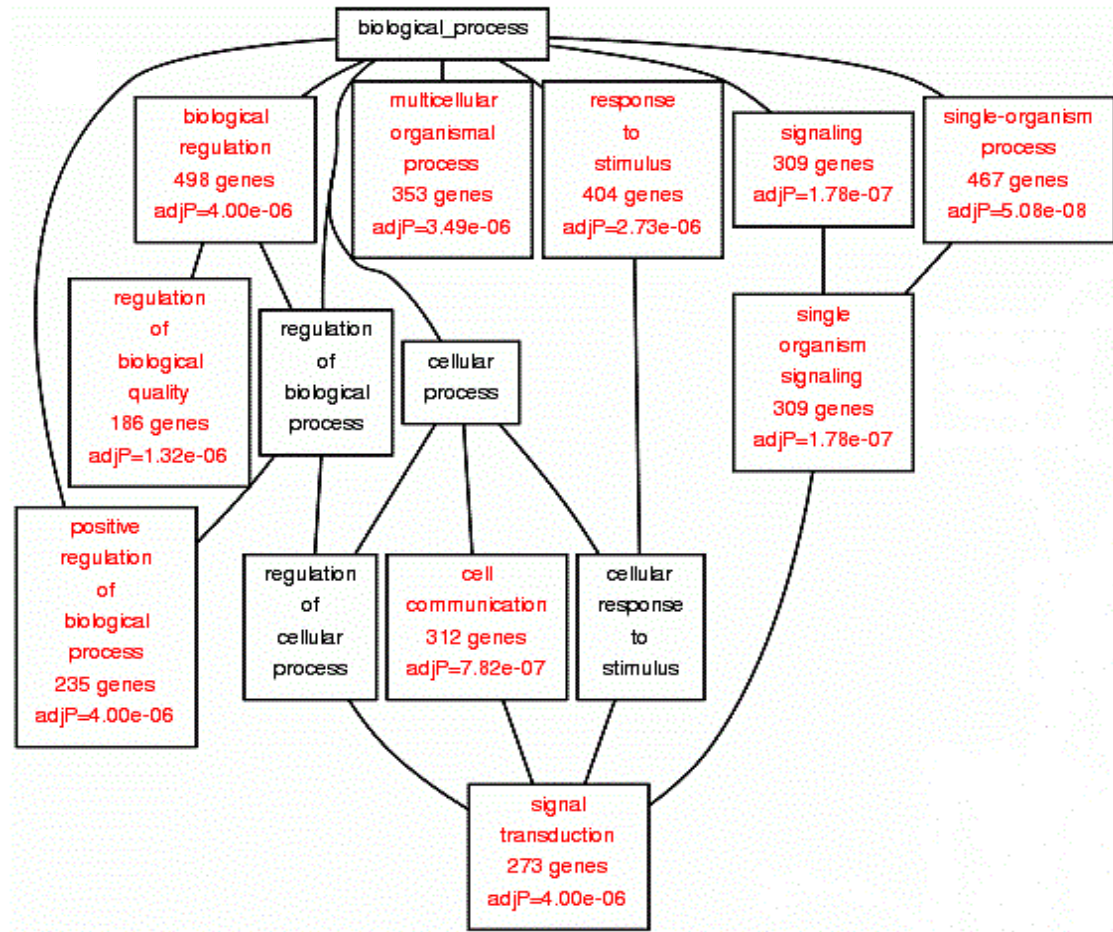 biological_process
biological
regulation
498 genes
adjP=4.00e-06
multicellular
organismal
process
353 genes
adjP=3.49e-06
response
to
stimulus
404 genes
adjP=2.73e-06
signaling
309 genes
adjP=1.78e-07
single-organism
process
467 genes
adjP=5.08e-08
regulation
of
biological
quality
186 genes
adjP=1.32e-06
regulation
of
biological
process
cellular
process
single
organism
signaling
309 genes
adjP=1.78e-07
positive
regulation
of
biological
process
235 genes
adjP=4.00e-06
regulation
of
cellular
process
cell
communication
312 genes
adjP=7.82e-07
cellular
response
to
stimulus
signal
transduction
273 genes
adjP=4.00e-06